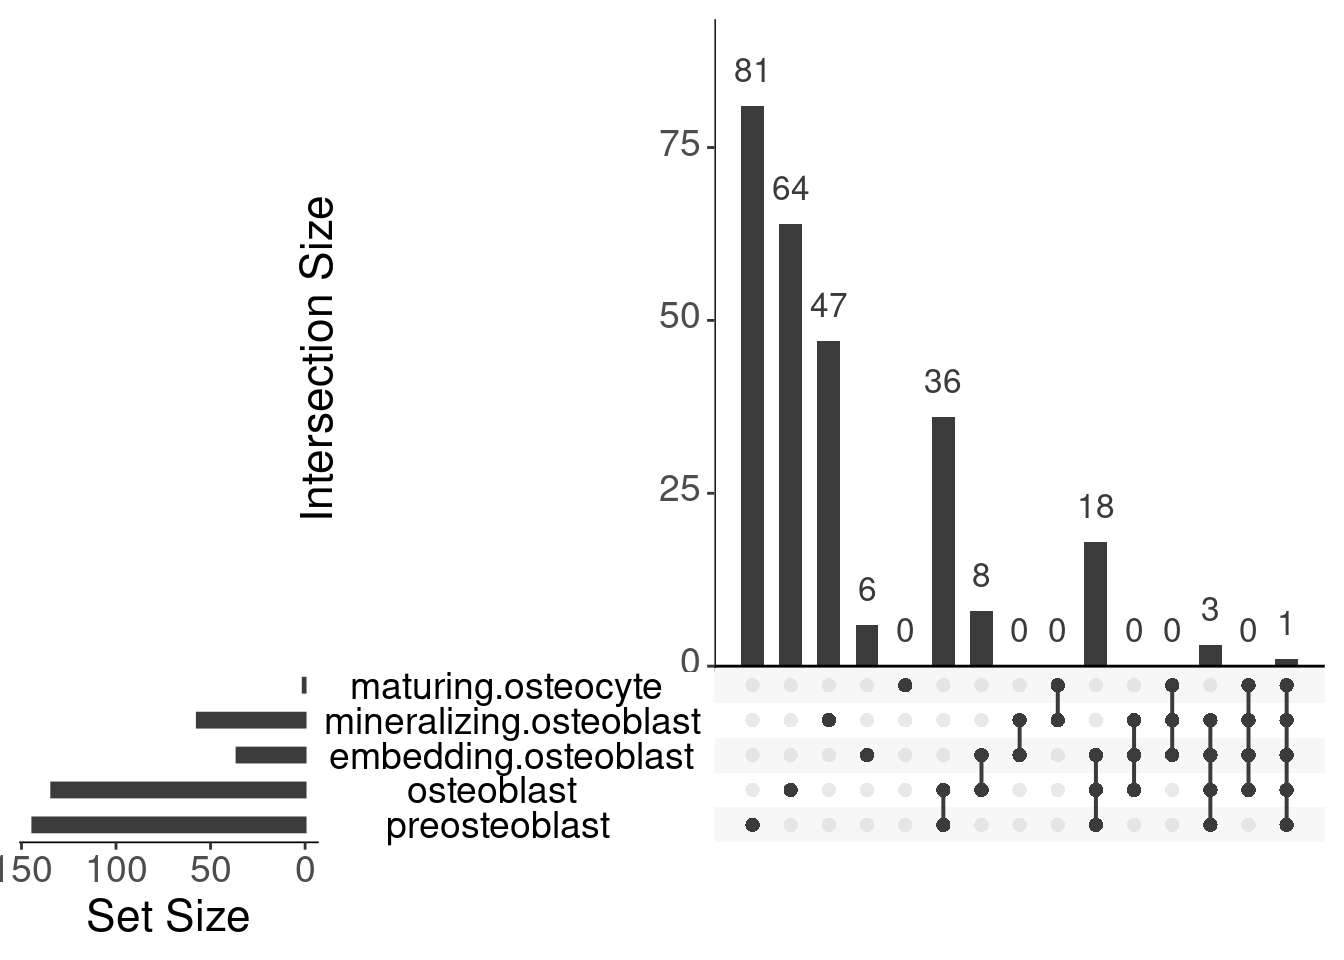 81
64
47
6
0
36
8
0
0
18
0
0
3
0
1
75
50
25
0
Intersection Size
maturing.osteocyte
mineralizing.osteoblast
embedding.osteoblast
osteoblast
preosteoblast
150 100 50 0
Set Size